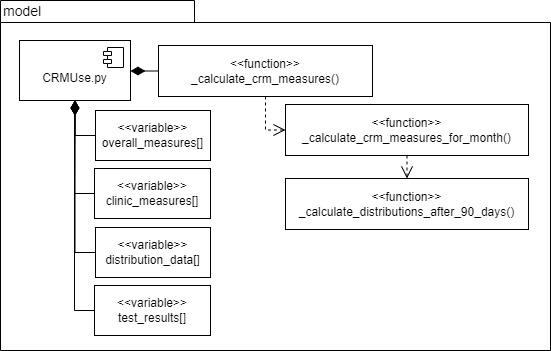 model
CRMUse.py
<<function>>
_calculate_crm_measures()
<<function>>
_calculate_crm_measures_for_month()
<<function>>
_calculate_distributions_after_90_days()
<<variable>>
overall_measures[]
<<variable>>
clinic_measures[]
<<variable>>
distribution_data[]
<<variable>>
test_results[]